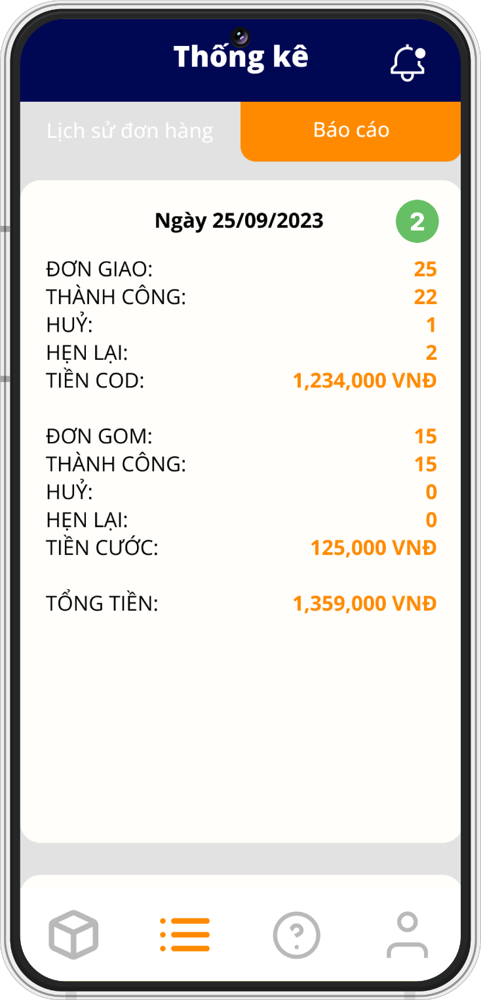 Thống kê
Lịch sử đơn hàng
Báo cáo
Ngày 25/09/2023
2
ĐƠN GIAO: 25
THÀNH CÔNG: 22
HUỶ: 1
HẸN LẠI: 2
TIỀN COD: 1,234,000 VNĐ
ĐƠN GOM: 15
THÀNH CÔNG: 15
HUỶ: 0
HẸN LẠI: 0
TIỀN CƯỚC: 125,000 VNĐ
TỔNG TIỀN: 1,359,000 VNĐ